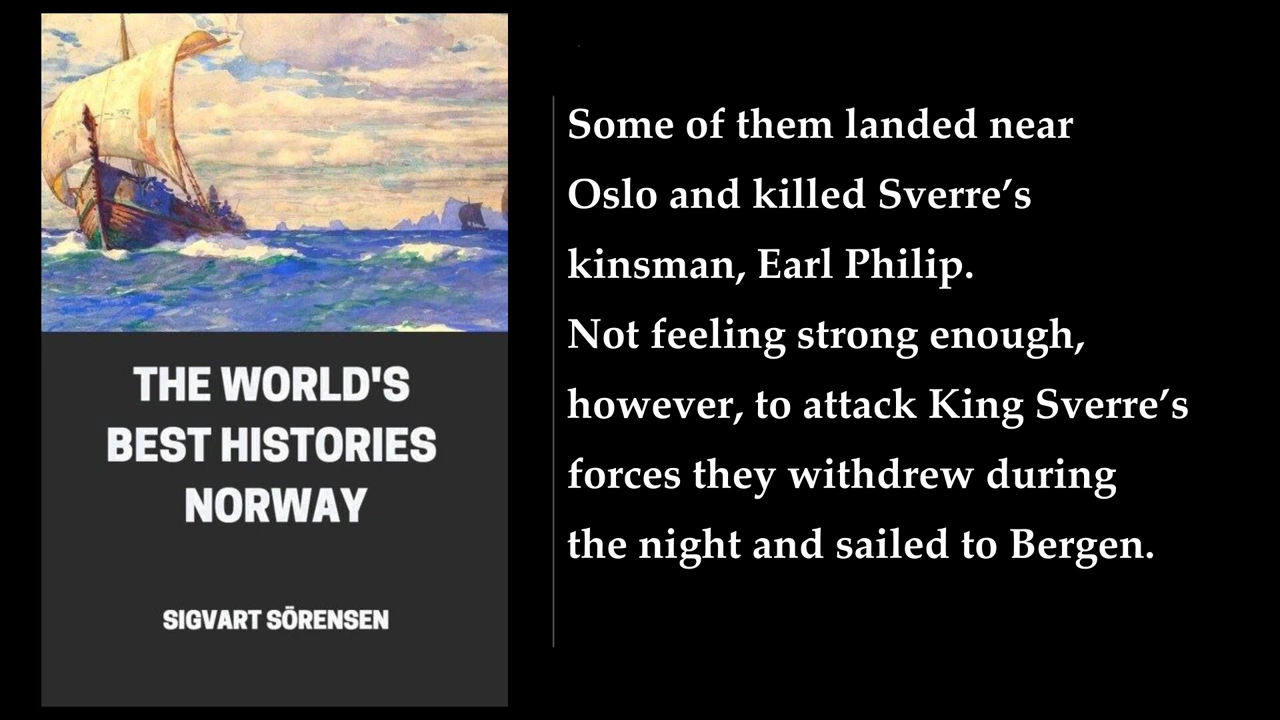 THE WORLD'S
BEST HISTORIES
NORWAY
SIGVART SÖRENSEN
Some of them landed near
Oslo and killed Sverre’s
kinsman, Earl Philip.
Not feeling strong enough,
however, to attack King Sverre’s
forces they withdrew during
the night and sailed to Bergen.